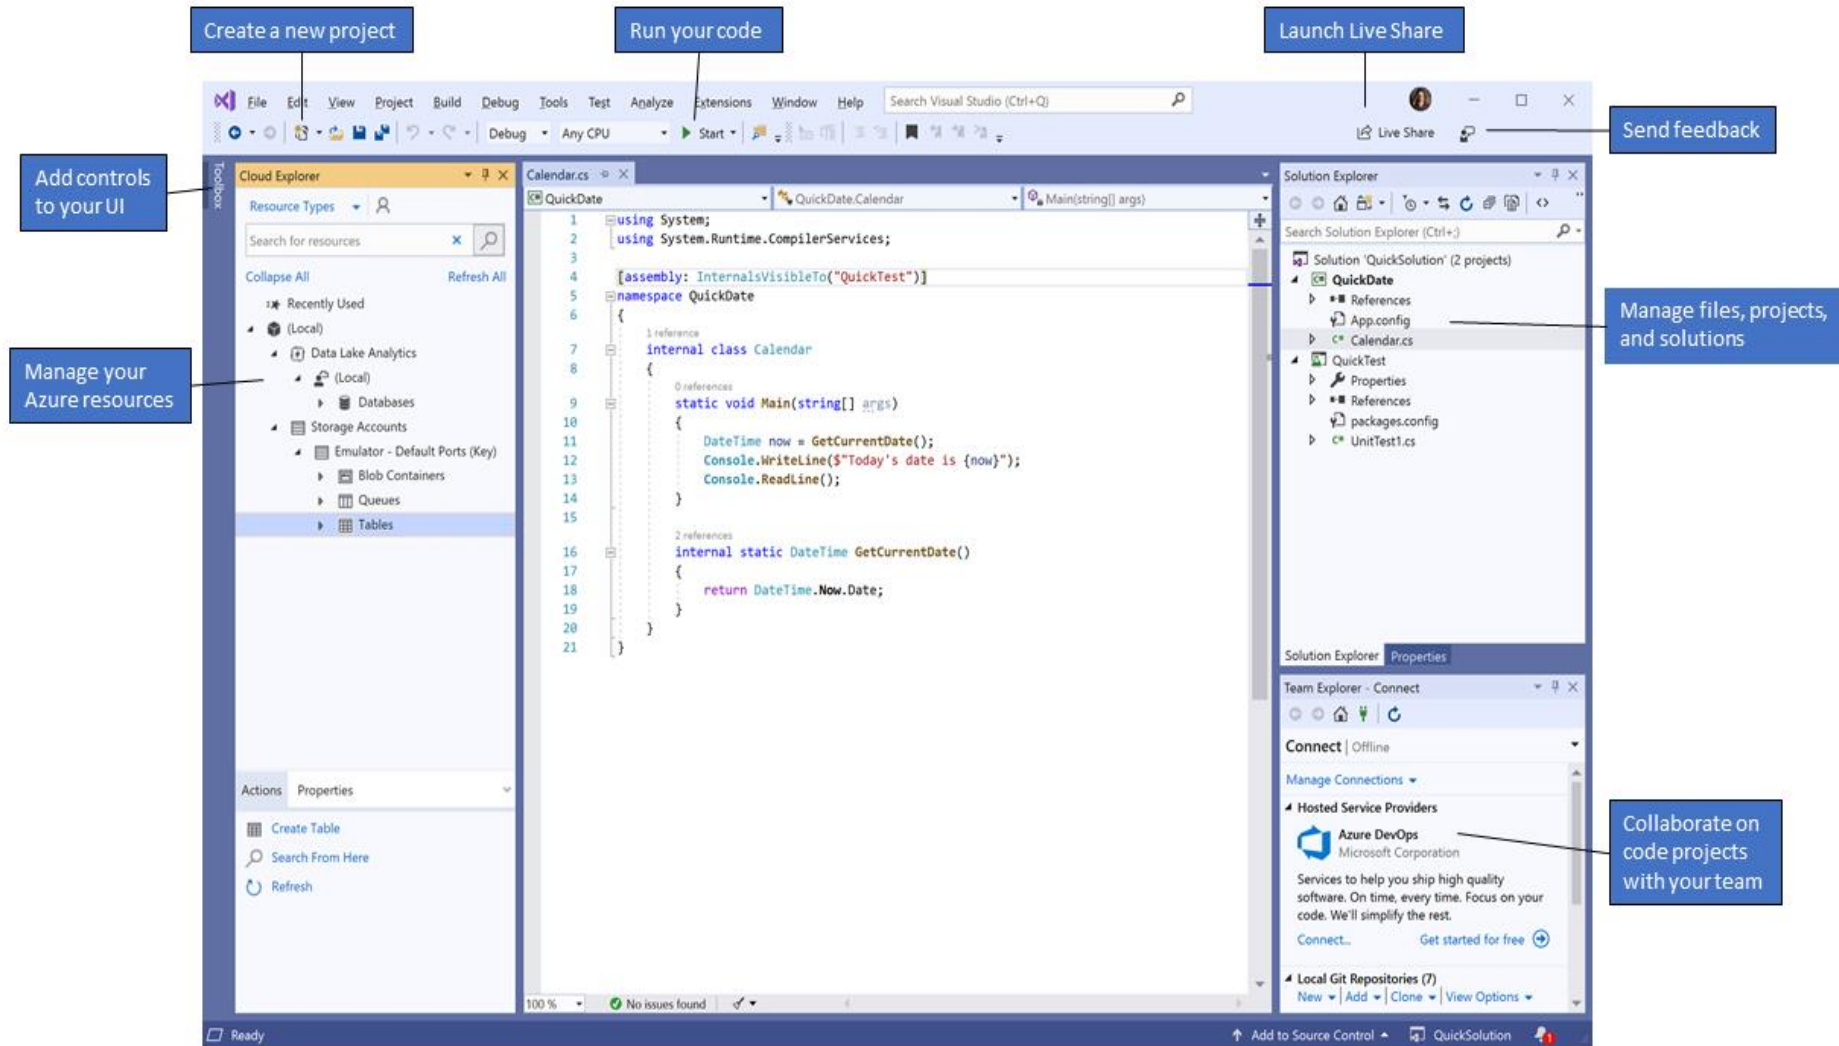 Create a new project
Run your code
Launch Live Share
File Edit View Project Build Debug Tools Test Analyze Extensions Window Help Search Visual Studio (Ctrl+Q)
Debug Any CPU Start Live Share
Send feedback
Add controls
to your UI
Toolbox
Cloud Explorer
Resource Types
Search for resources
Collapse All Refresh All
Recently Used
(Local)
Data Lake Analytics
(Local)
Databases
Storage Accounts
Emulator - Default Ports (Key)
Blob Containers
Queues
Tables
Manage your
Azure resources
Actions Properties
Create Table
Search From Here
Refresh
Calendar.cs
QuickDate QuickDate.Calendar Main(string[] args)
1 using System;
2 using System.Runtime.CompilerServices;
3
4 [assembly: InternalsVisibleTo("QuickTest")]
5 namespace QuickDate
6 {
1 reference
7 internal class Calendar
8 {
0 references
9 static void Main(string[] args)
10 {
11 DateTime now = GetCurrentDate();
12 Console.WriteLine($"Today's date is {now}");
13 Console.ReadLine();
14 }
15
2 references
16 internal static DateTime GetCurrentDate()
17 {
18 return DateTime.Now.Date;
19 }
20 }
21 }
100 % No issues found
Solution Explorer
Search Solution Explorer (Ctrl+;)
Solution 'QuickSolution' (2 projects)
QuickDate
References
App.config
Calendar.cs
QuickTest
Properties
References
packages.config
UnitTest1.cs
Manage files, projects,
and solutions
Solution Explorer Properties
Team Explorer - Connect
Connect | Offline
Manage Connections
Hosted Service Providers
Azure DevOps
Microsoft Corporation
Services to help you ship high quality
software. On time, every time. Focus on your
code. We'll simplify the rest.
Connect... Get started for free
Local Git Repositories (7)
New Add Clone View Options
Collaborate on
code projects
with your team
Ready Add to Source Control QuickSolution 1